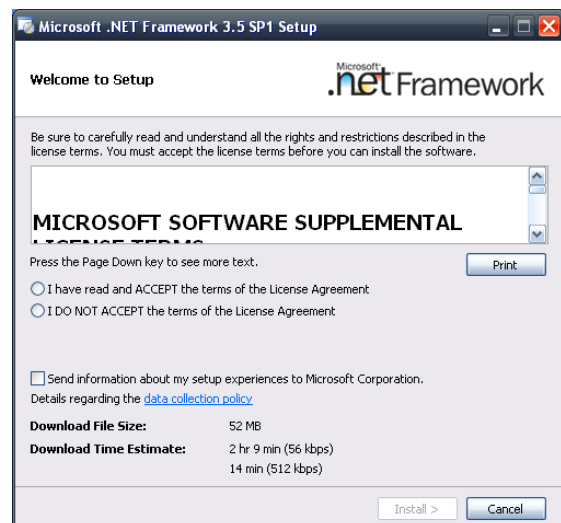 Microsoft .NET Framework 3.5 SP1 Setup
Welcome to Setup
Microsoft
.net Framework
Be sure to carefully read and understand all the rights and restrictions described in the
license terms. You must accept the license terms before you can install the software.
MICROSOFT SOFTWARE SUPPLEMENTAL
LICENSE TERMS
Press the Page Down key to see more text.
Print
I have read and ACCEPT the terms of the License Agreement
I DO NOT ACCEPT the terms of the License Agreement
Send information about my setup experiences to Microsoft Corporation.
Details regarding the data collection policy
Download File Size: 52 MB
Download Time Estimate: 2 hr 9 min (56 kbps)
14 min (512 kbps)
Install >
Cancel